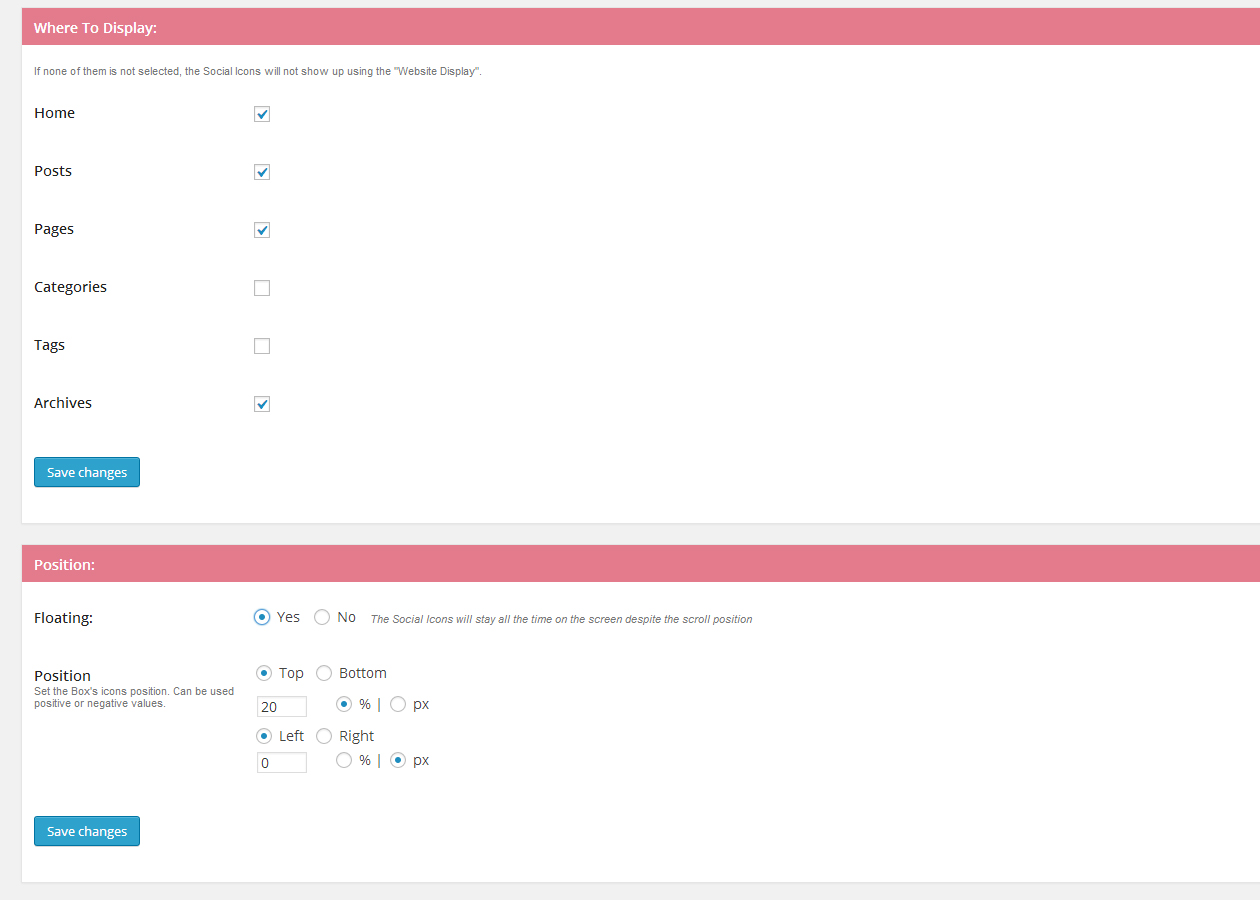 Where To Display:
If none of them is not selected, the Social Icons will not show up using the "Website Display".
Home
Posts
Pages
Categories
Tags
Archives
Save changes
Position:
Floating: Yes No The Social Icons will stay all the time on the screen despite the scroll position
Position Top Bottom
Set the Box's icons position. Can be used
positive or negative values.
20 % | px
Left Right
0 % | px
Save changes